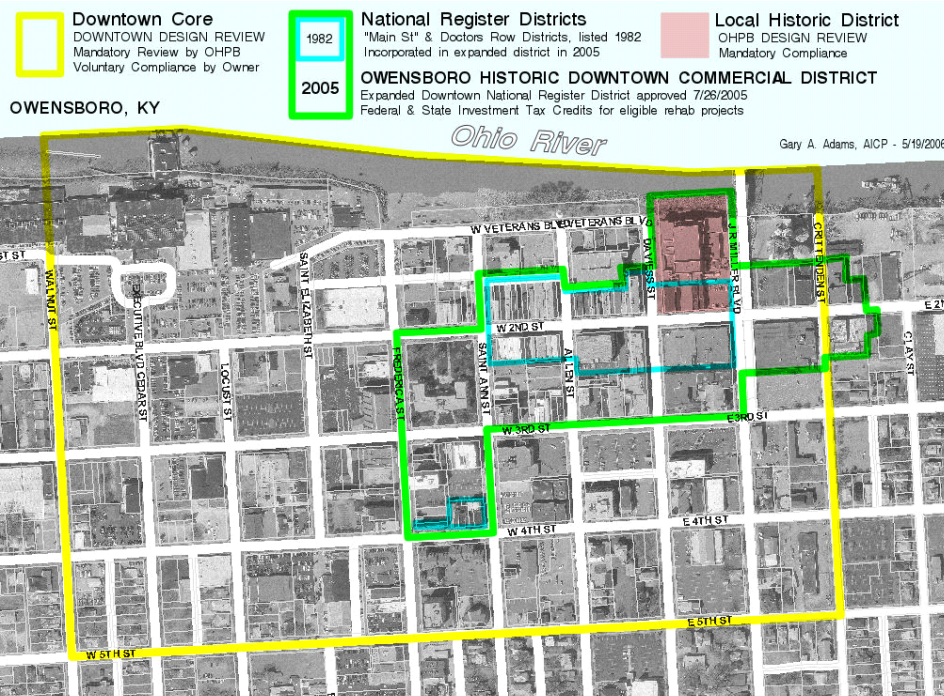 Downtown Core
DOWNTOWN DESIGN REVIEW
Mandatory Review by OHPB
Voluntary Compliance by Owner
1982
2005
National Register Districts
"Main St" & Doctors Row Districts, listed 1982
Incorporated in expanded district in 2005
Local Historic District
OHPB DESIGN REVIEW
Mandatory Compliance
OWENSBORO HISTORIC DOWNTOWN COMMERCIAL DISTRICT
Expanded Downtown National Register District approved 7/26/2005
Federal & State Investment Tax Credits for eligible rehab projects
OWENSBORO, KY
Ohio River
Gary A. Adams, AICP - 5/19/2006
W VETERANS BLVD
VETERANS BLVD
ST ST
WALNUT ST
EXECUTIVE BLVD
CEDAR ST
LOCUST ST
SAINT ELIZABETH ST
FREDERICA ST
SAINT ANN ST
ALLEN ST
DAVIESS ST
J R MILLER BLVD
CRITTENDEN ST
CLAY ST
W 2ND ST
E 2N
W 3RD ST
E 3RD ST
W 4TH ST
E 4TH ST
W 5TH ST
E 5TH ST